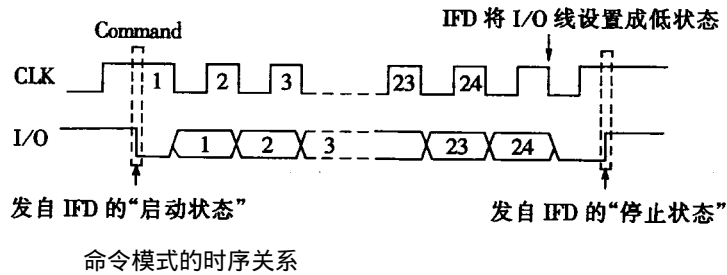 IFD 将 I/O 线设置成低状态
Command
CLK 1 2 3 23 24
I/O 1 2 3 23 24
发自 IFD 的“启动状态”
发自 IFD 的“停止状态”
命令模式的时序关系